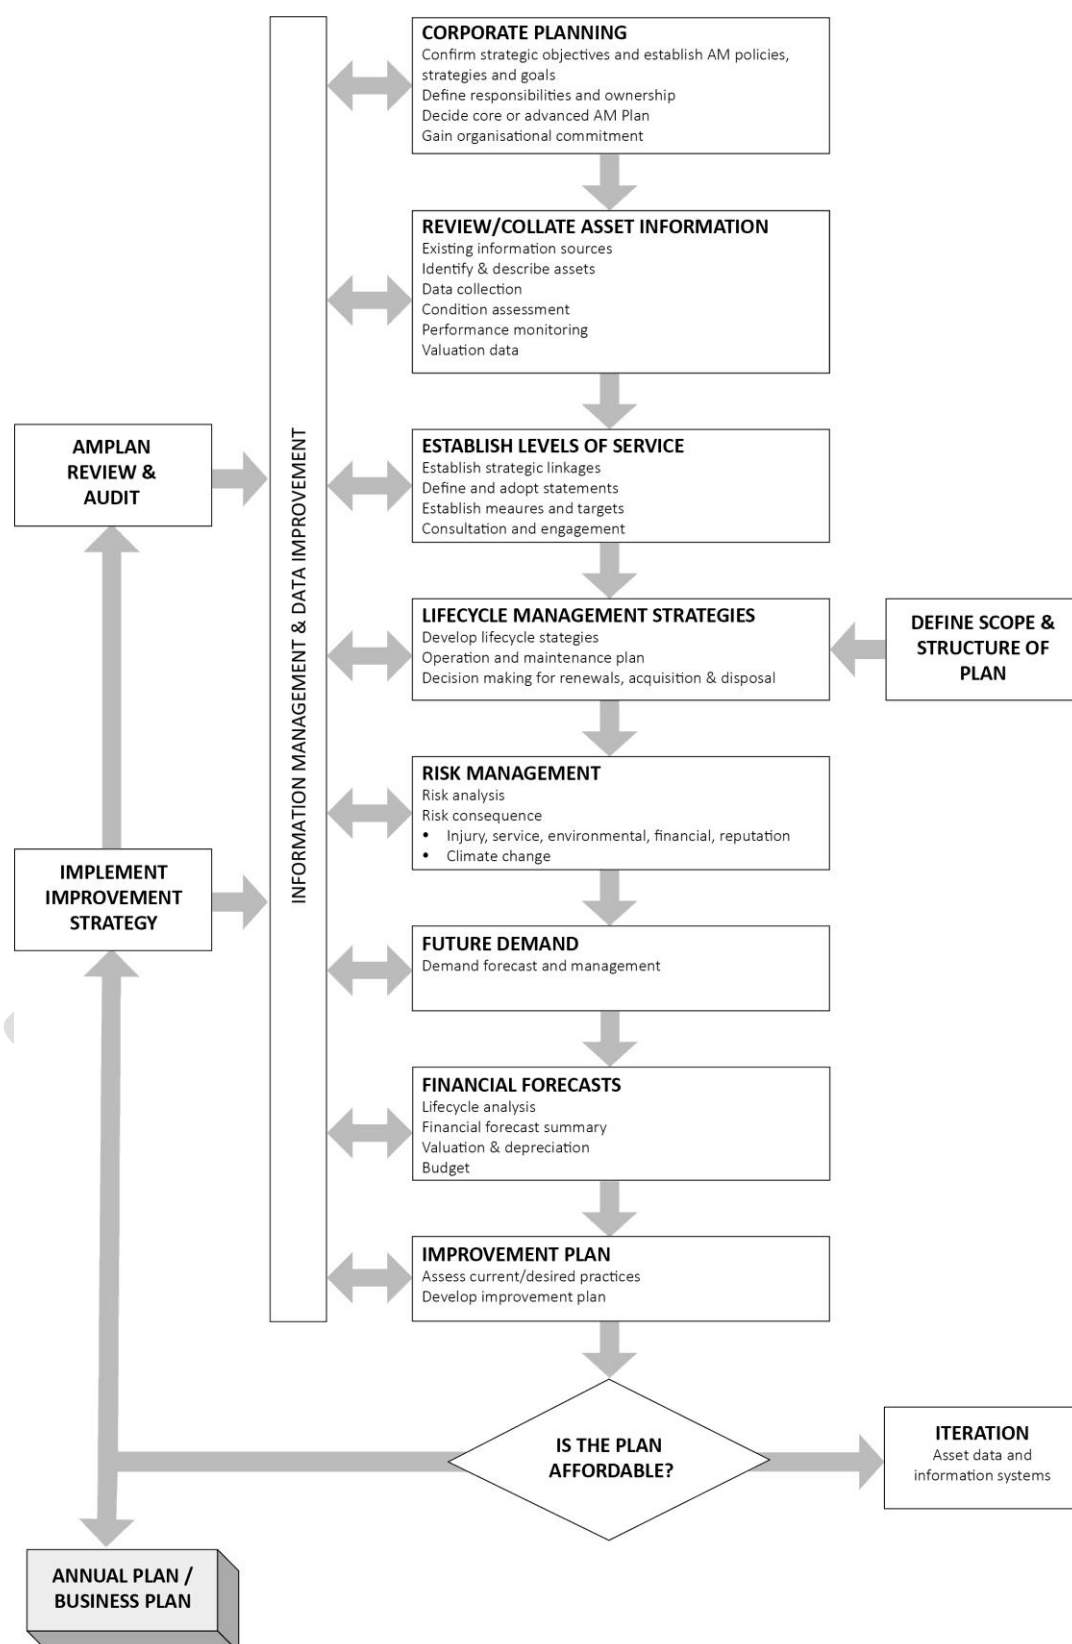 CORPORATE PLANNING
Confirm strategic objectives and establish AM policies,
strategies and goals
Define responsibilities and ownership
Decide core or advanced AM Plan
Gain organisational commitment
REVIEW/COLLATE ASSET INFORMATION
Existing information sources
Identify & describe assets
Data collection
Condition assessment
Performance monitoring
Valuation data
AMPLAN
REVIEW &
AUDIT
INFORMATION MANAGEMENT & DATA IMPROVEMENT
ESTABLISH LEVELS OF SERVICE
Establish strategic linkages
Define and adopt statements
Establish measures and targets
Consultation and engagement
LIFECYCLE MANAGEMENT STRATEGIES
Develop lifecycle stategies
Operation and maintenance plan
Decision making for renewals, acquisition & disposal
DEFINE SCOPE &
STRUCTURE OF
PLAN
RISK MANAGEMENT
Risk analysis
Risk consequence
• Injury, service, environmental, financial, reputation
• Climate change
IMPLEMENT
IMPROVEMENT
STRATEGY
FUTURE DEMAND
Demand forecast and management
FINANCIAL FORECASTS
Lifecycle analysis
Financial forecast summary
Valuation & depreciation
Budget
IMPROVEMENT PLAN
Assess current/desired practices
Develop improvement plan
IS THE PLAN
AFFORDABLE?
ITERATION
Asset data and
information systems
ANNUAL PLAN /
BUSINESS PLAN